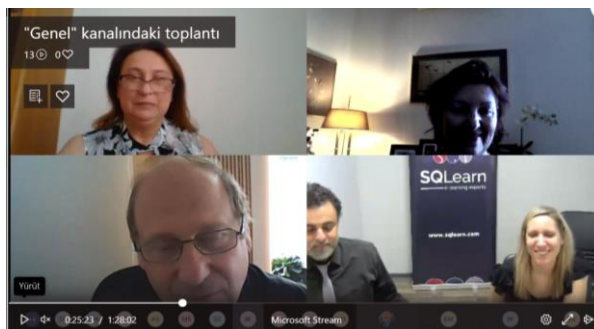 "Genel" kanalındaki toplantı
13 0
SQLearn
e-learning experts
www.sqlearn.com
Yürüt
0:25:23 / 1:28:02
Microsoft Stream